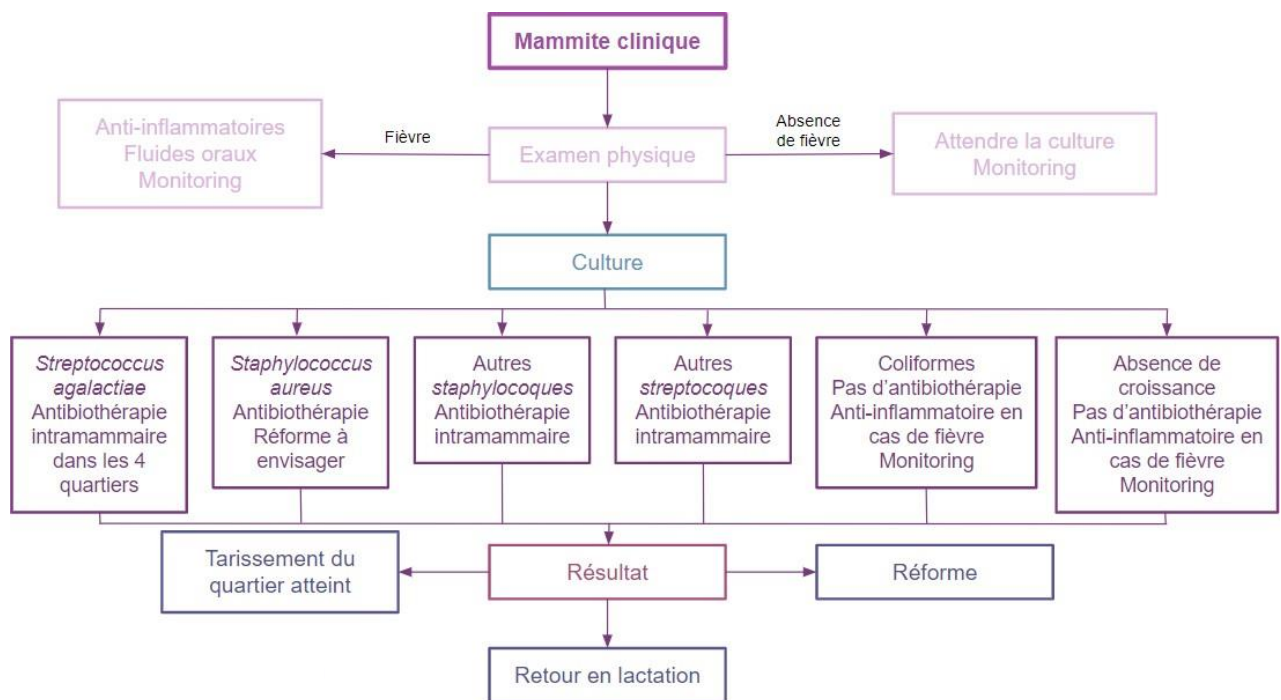 Mammite clinique
Anti-inflammatoires
Fluides oraux
Monitoring
Fièvre
Examen physique
Absence
de fièvre
Attendre la culture
Monitoring
Culture
Streptococcus
agalactiae
Antibiothérapie
intramammaire
dans les 4
quartiers
Staphylococcus
aureus
Antibiothérapie
Réforme à
envisager
Autres
staphylocoques
Antibiothérapie
intramammaire
Autres
streptocoques
Antibiothérapie
intramammaire
Coliformes
Pas d'antibiothérapie
Anti-inflammatoire en
cas de fièvre
Monitoring
Absence de
croissance
Pas d'antibiothérapie
Anti-inflammatoire en
cas de fièvre
Monitoring
Tarissement du
quartier atteint
Résultat
Réforme
Retour en lactation